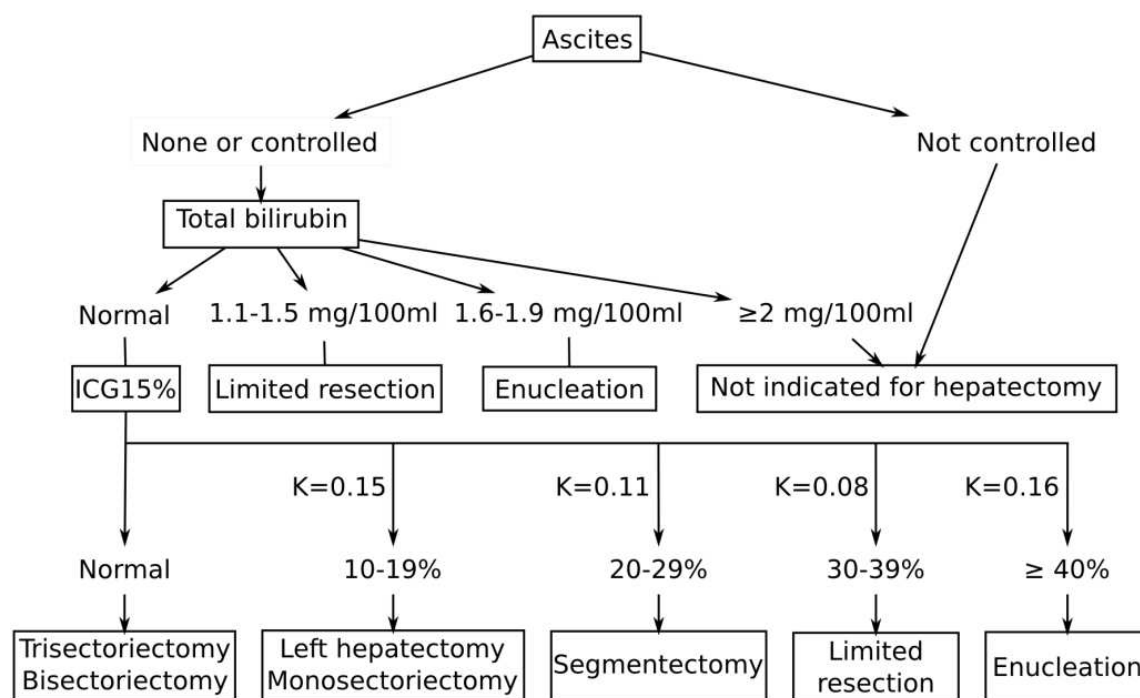 Ascites
None or controlled
Not controlled
Total bilirubin
Normal
1.1-1.5 mg/100ml
1.6-1.9 mg/100ml
≥2 mg/100ml
ICG15%
Limited resection
Enucleation
Not indicated for hepatectomy
K=0.15
K=0.11
K=0.08
K=0.16
Normal
10-19%
20-29%
30-39%
≥ 40%
Trisectoriectomy
Bisectoriectomy
Left hepatectomy
Monosectoriectomy
Segmentectomy
Limited
resection
Enucleation